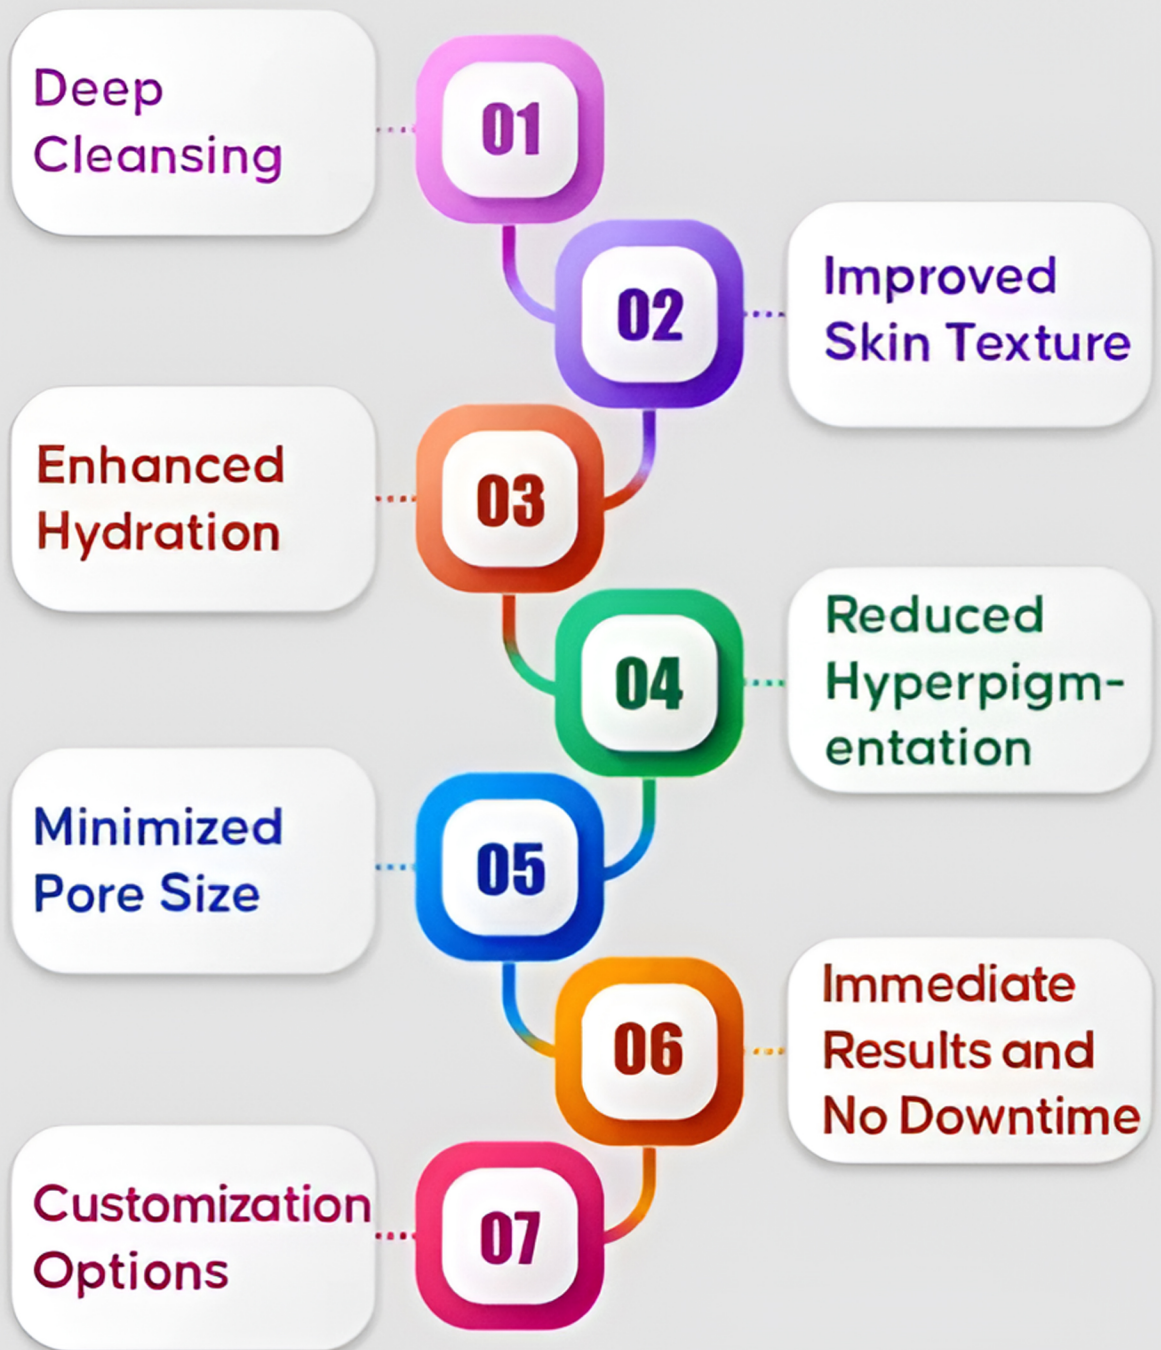 Deep
Cleansing
01
02
Improved
Skin Texture
Enhanced
Hydration
03
04
Reduced
Hyperpigm-
entation
Minimized
Pore Size
05
06
Immediate
Results and
No Downtime
Customization
Options
07